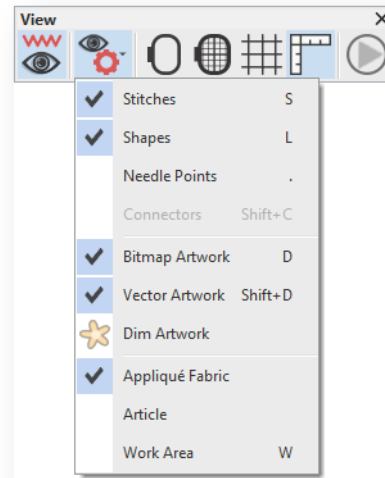 View
Stitches S
Shapes L
Needle Points .
Connectors Shift+C
Bitmap Artwork D
Vector Artwork Shift+D
Dim Artwork
Appliqué Fabric
Article
Work Area W